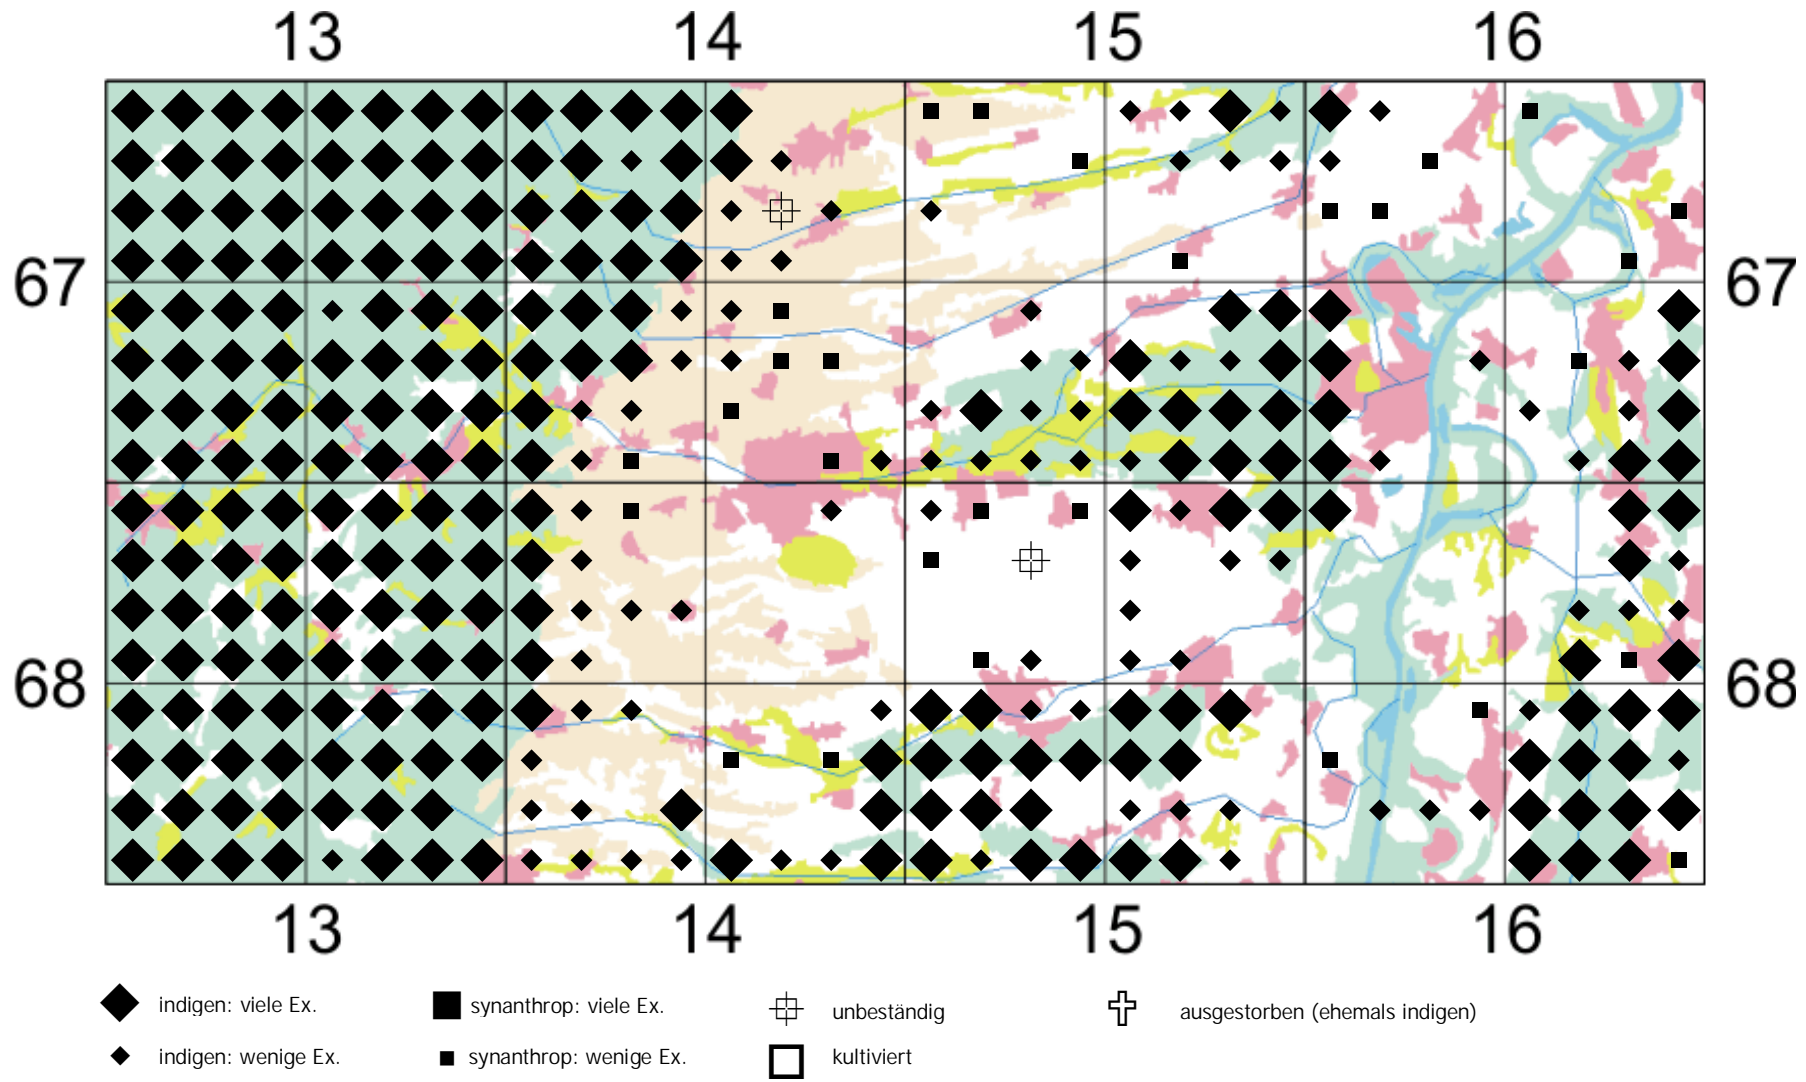 13 14 15 16
67 67
68 68
13 14 15 16
indigen: viele Ex. synanthrop: viele Ex. unbeständig ausgestorben (ehemals indigen)
indigen: wenige Ex. synanthrop: wenige Ex. kultiviert